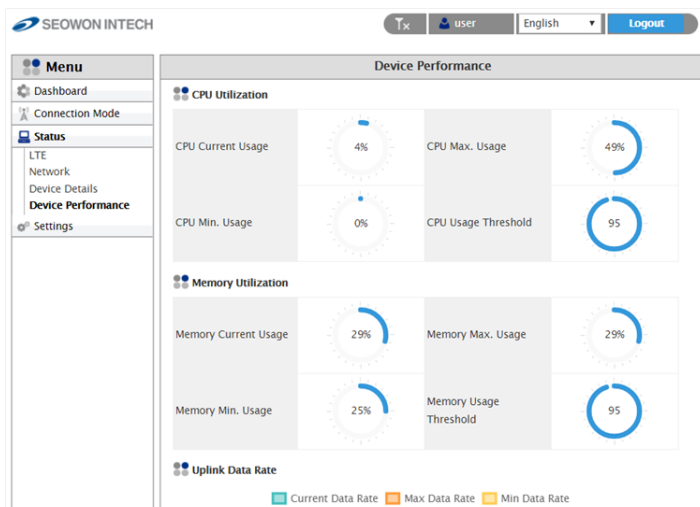 SEOWON INTECH
Tx
user
English
Logout
Menu
Dashboard
Connection Mode
Status
LTE
Network
Device Details
Device Performance
Settings
Device Performance
CPU Utilization
CPU Current Usage 4% CPU Max. Usage 49%
CPU Min. Usage 0% CPU Usage Threshold 95
Memory Utilization
Memory Current Usage 29% Memory Max. Usage 29%
Memory Min. Usage 25% Memory Usage Threshold 95
Uplink Data Rate
Current Data Rate Max Data Rate Min Data Rate